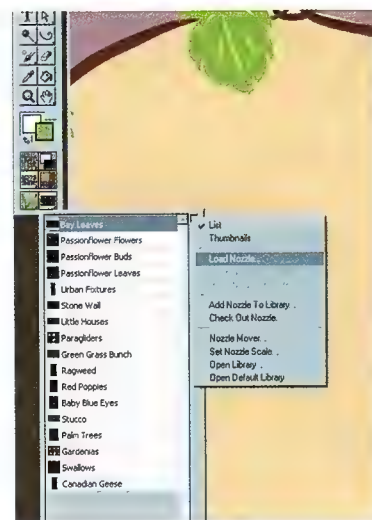 Bay Leaves
Passionflower Flowers
Passionflower Buds
Passionflower Leaves
Urban Fixtures
Stone Wall
Little Houses
Paragliders
Green Grass Bunch
Ragweed
Red Poppies
Baby Blue Eyes
Stucco
Palm Trees
Gardenias
Swallows
Canadian Geese
List
Thumbnails
Load Nozzle...
Add Nozzle To Library...
Check Out Nozzle.
Nozzle Mover...
Set Nozzle Scale...
Open Library...
Open Default Library